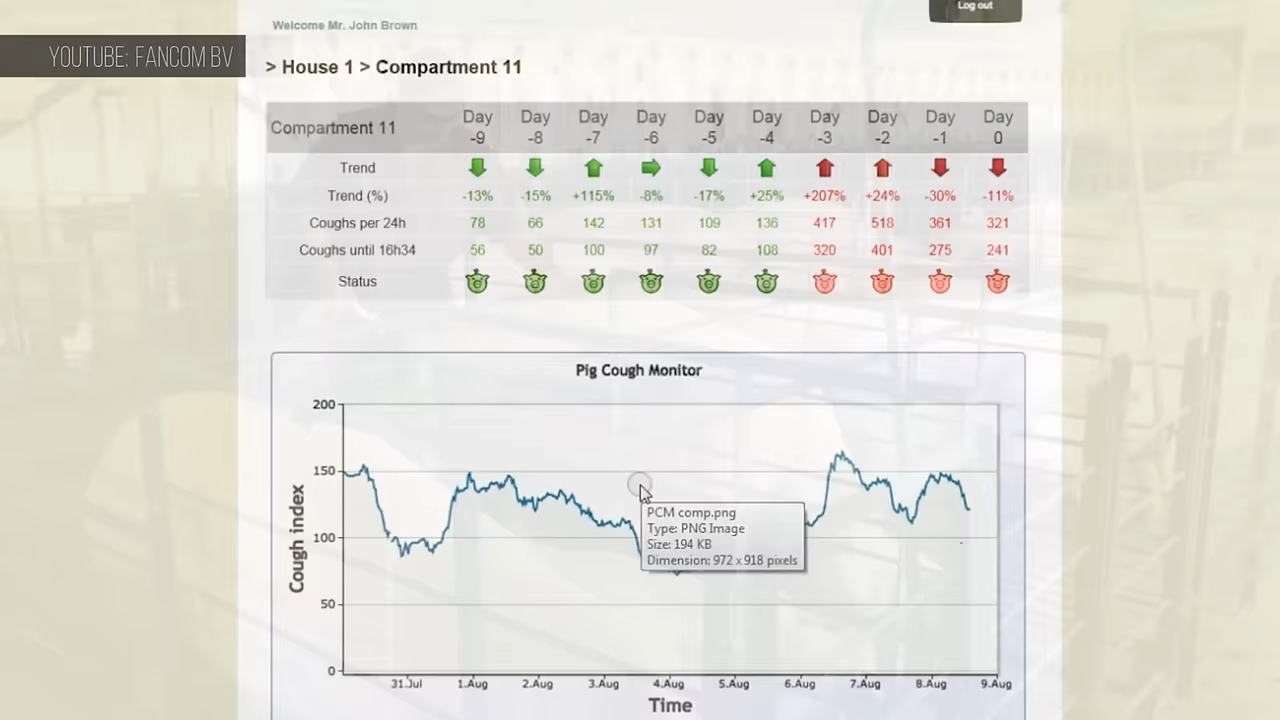 Log out
Welcome Mr. John Brown
YOUTUBE: FANCOM BV
> House 1 > Compartment 11
Compartment 11 Day -9 Day -8 Day -7 Day -6 Day -5 Day -4 Day -3 Day -2 Day -1 Day 0
Trend
Trend (%) -13% -15% +115% -8% -17% +25% +207% +24% -30% -11%
Coughs per 24h 78 66 142 131 109 136 417 518 361 321
Coughs until 16h34 56 50 100 97 82 108 320 401 275 241
Status
Pig Cough Monitor
200
150
100
50
0
Cough index
PCM comp.png
Type: PNG Image
Size: 194 KB
Dimension: 972 x 918 pixels
31.Jul 1.Aug 2.Aug 3.Aug 4.Aug 5.Aug 6.Aug 7.Aug 8.Aug 9.Aug
Time